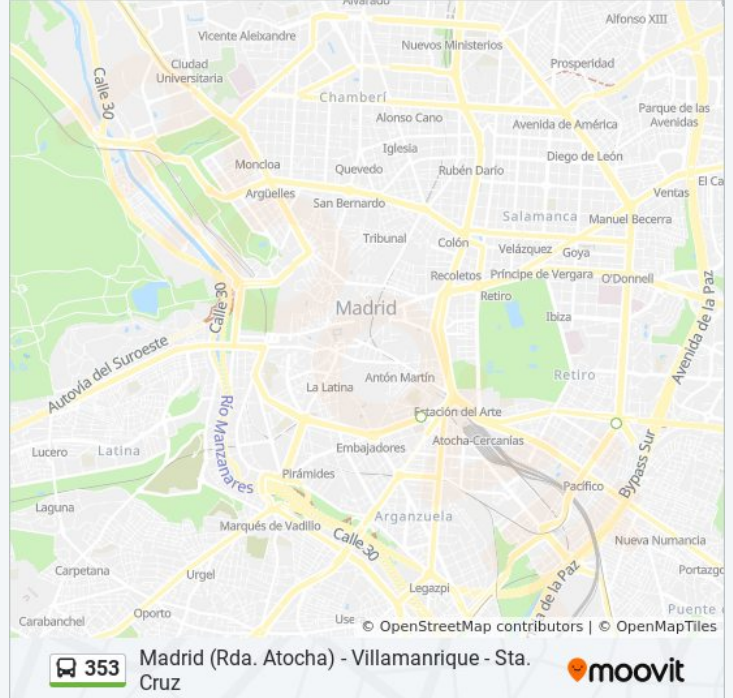 Alvarado
Alfonso XIII
Vicente Aleixandre
Nuevos Ministerios
Ciudad
Universitaria
Prosperidad
Calle 30
Chamberí
Parque de las
Avenidas
Alonso Cano
Avenida de América
Iglesia
Diego de León
Moncloa
Quevedo
Rubén Darío
El Ca
Argüelles
Ventas
San Bernardo
Salamanca
Manuel Becerra
Tribunal
Colón
Velázquez
Goya
Recoletos
Príncipe de Vergara
O'Donnell
Calle 30
Retiro
Madrid
Ibiza
Avenida de la Paz
Autovía del Suroeste
Antón Martín
Retiro
La Latina
Estación del Arte
Río Manzanares
Atocha-Cercanías
Lucero
Latina
Embajadores
Bypass Sur
Pirámides
Pacífico
Laguna
Arganzuela
Marqués de Vadillo
Calle 30
Nueva Numancia
Carpetana
Urgel
Portazgo
Legazpi
a de la Paz
Oporto
Puente
Carabanchel
Use
© OpenStreetMap contributors | © OpenMapTiles
353
Madrid (Rda. Atocha) - Villamanrique - Sta.
Cruz
moovit